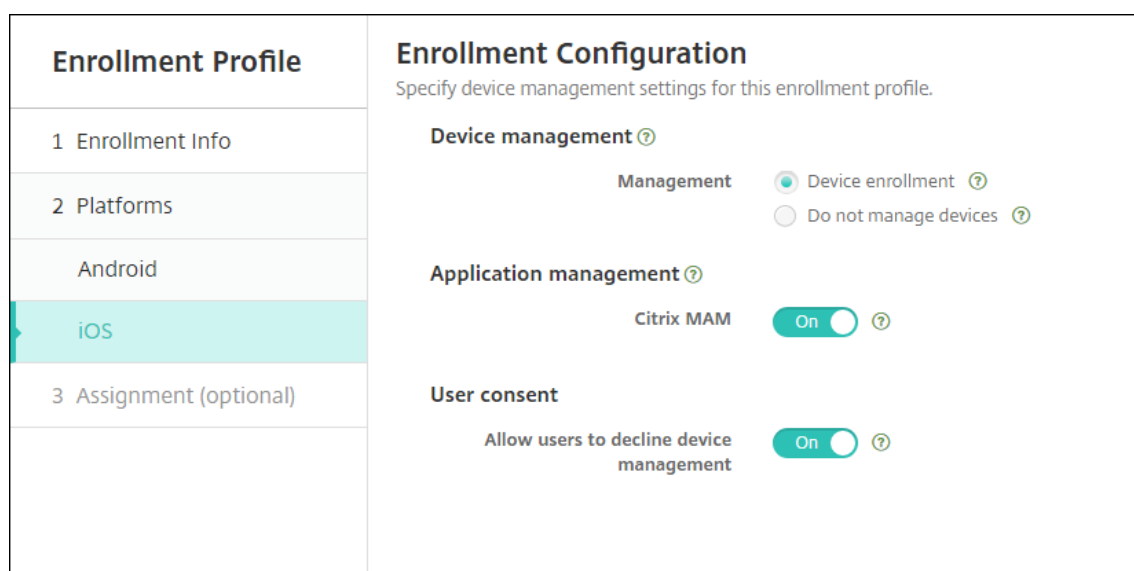 Enrollment Profile
1 Enrollment Info
2 Platforms
Android
iOS
3 Assignment (optional)
Enrollment Configuration
Specify device management settings for this enrollment profile.
Device management ?
Management
Device enrollment ?
Do not manage devices ?
Application management ?
Citrix MAM
On ?
User consent
Allow users to decline device
management
On ?